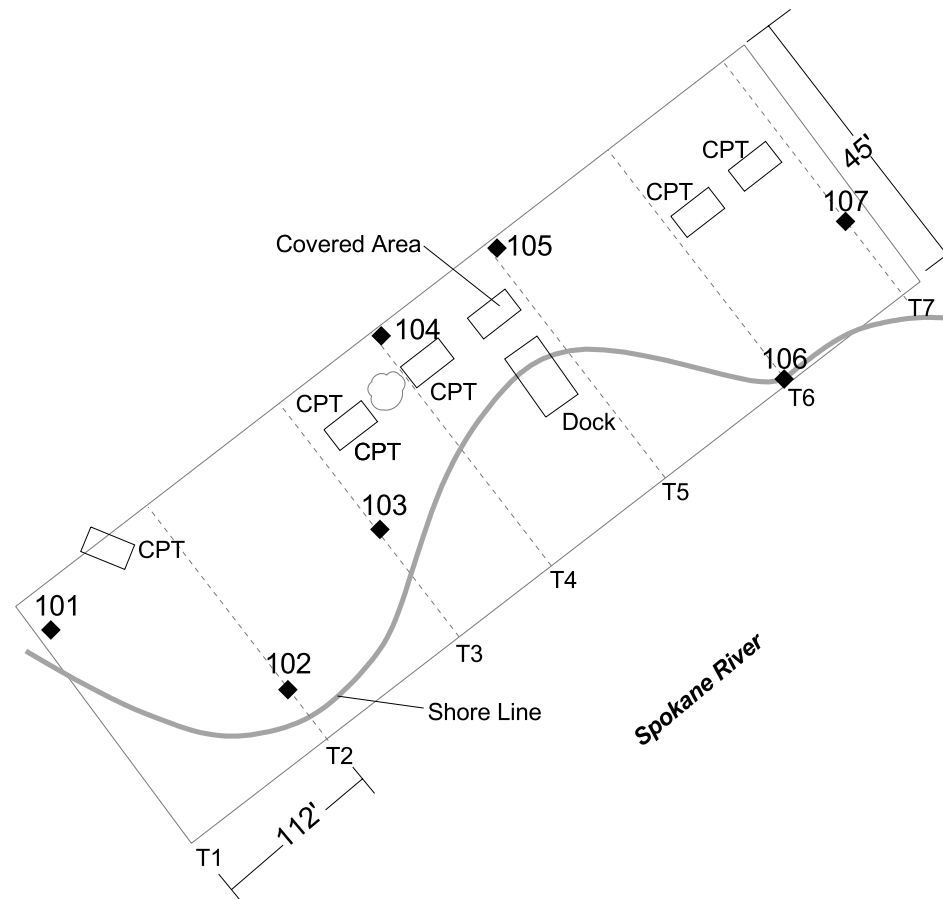 45'
CPT
CPT
107
Covered Area
105
T7
104
106
CPT
CPT
T6
Dock
CPT
T5
103
CPT
T4
101
T3
102
Spokane River
Shore Line
T2
112'
T1